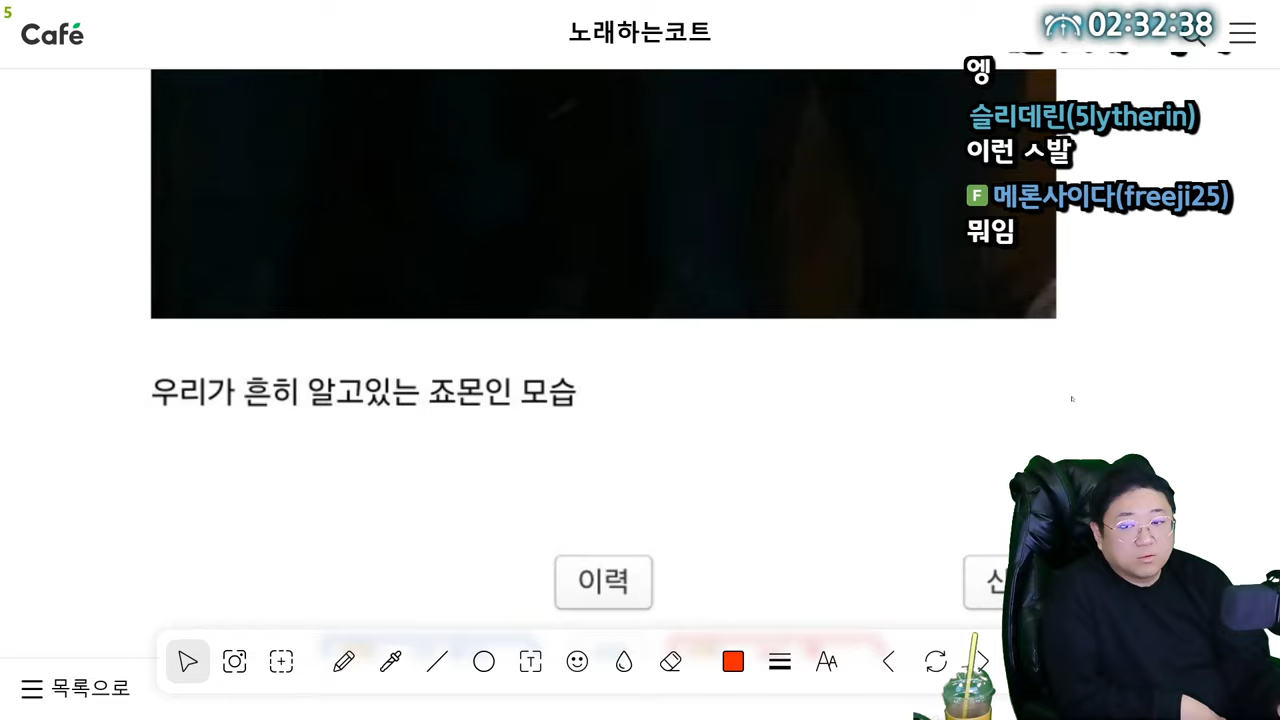 5
Café
노래하는코트
02:32:38
엥
슬리데린(5lytherin)
이런 ㅅ발
F 메론사이다(freeji25)
뭐임
우리가 흔히 알고있는 죠몬인 모습
이력
목록으로
T
AA